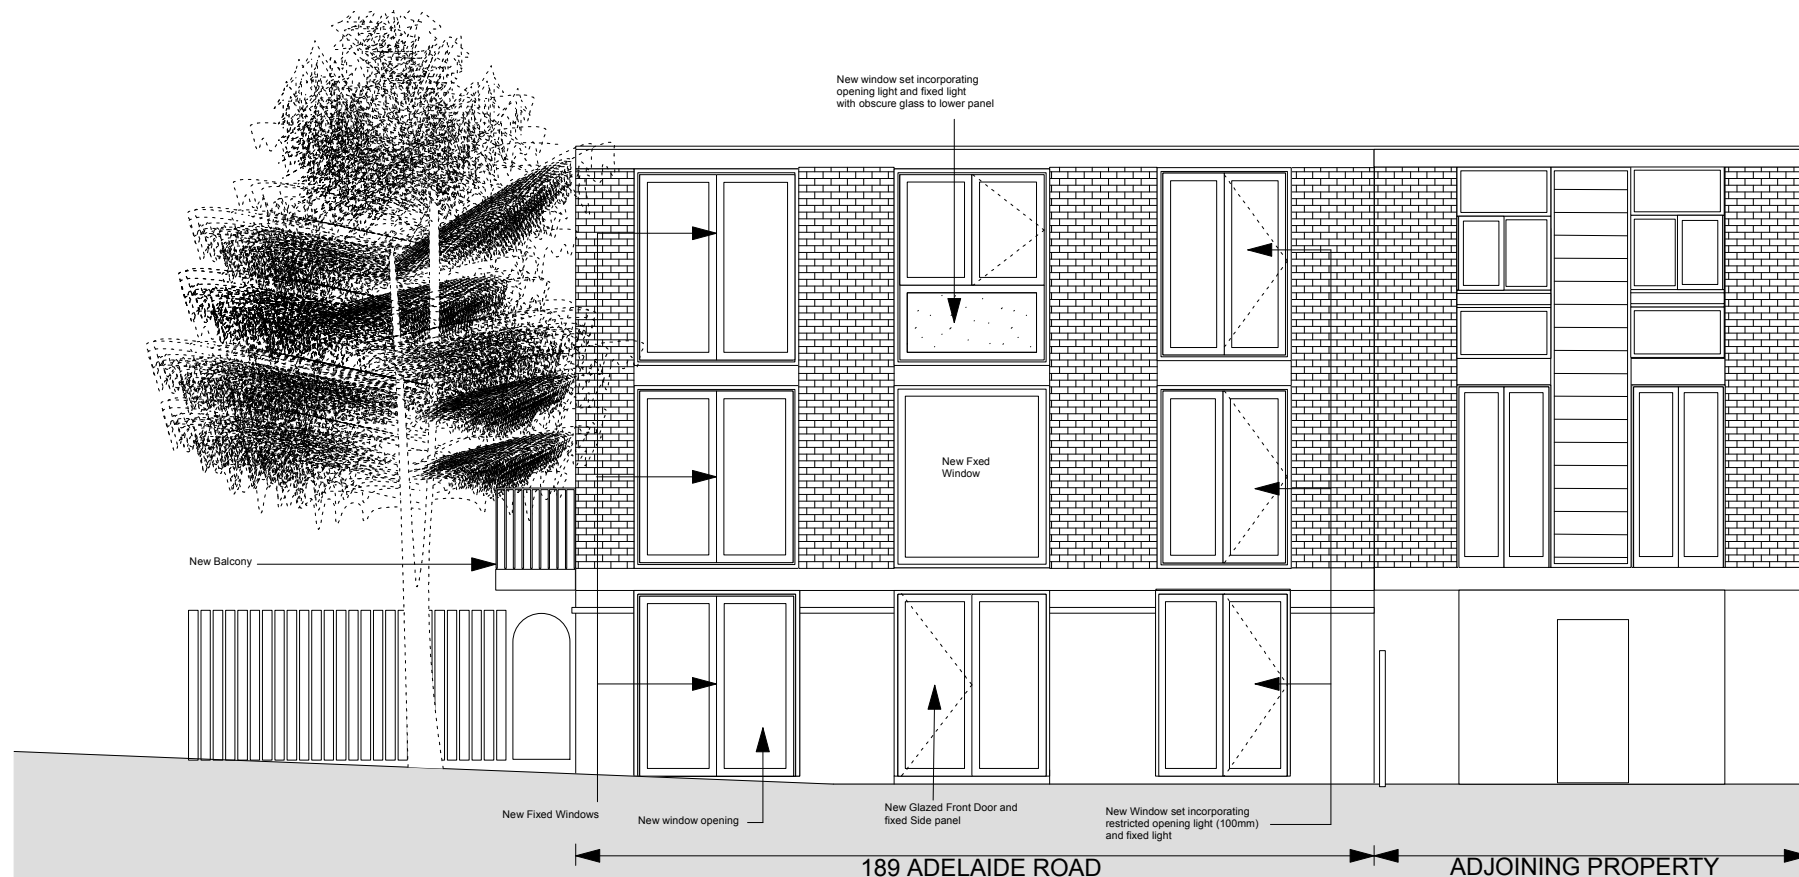 New window set incorporating
opening light and fixed light
with obscure glass to lower panel
New Fxed
Window
New Balcony
New Fixed Windows
New window opening
New Glazed Front Door and
fixed Side panel
New Window set incorporating
restricted opening light (100mm)
and fixed light
189 ADELAIDE ROAD
ADJOINING PROPERTY